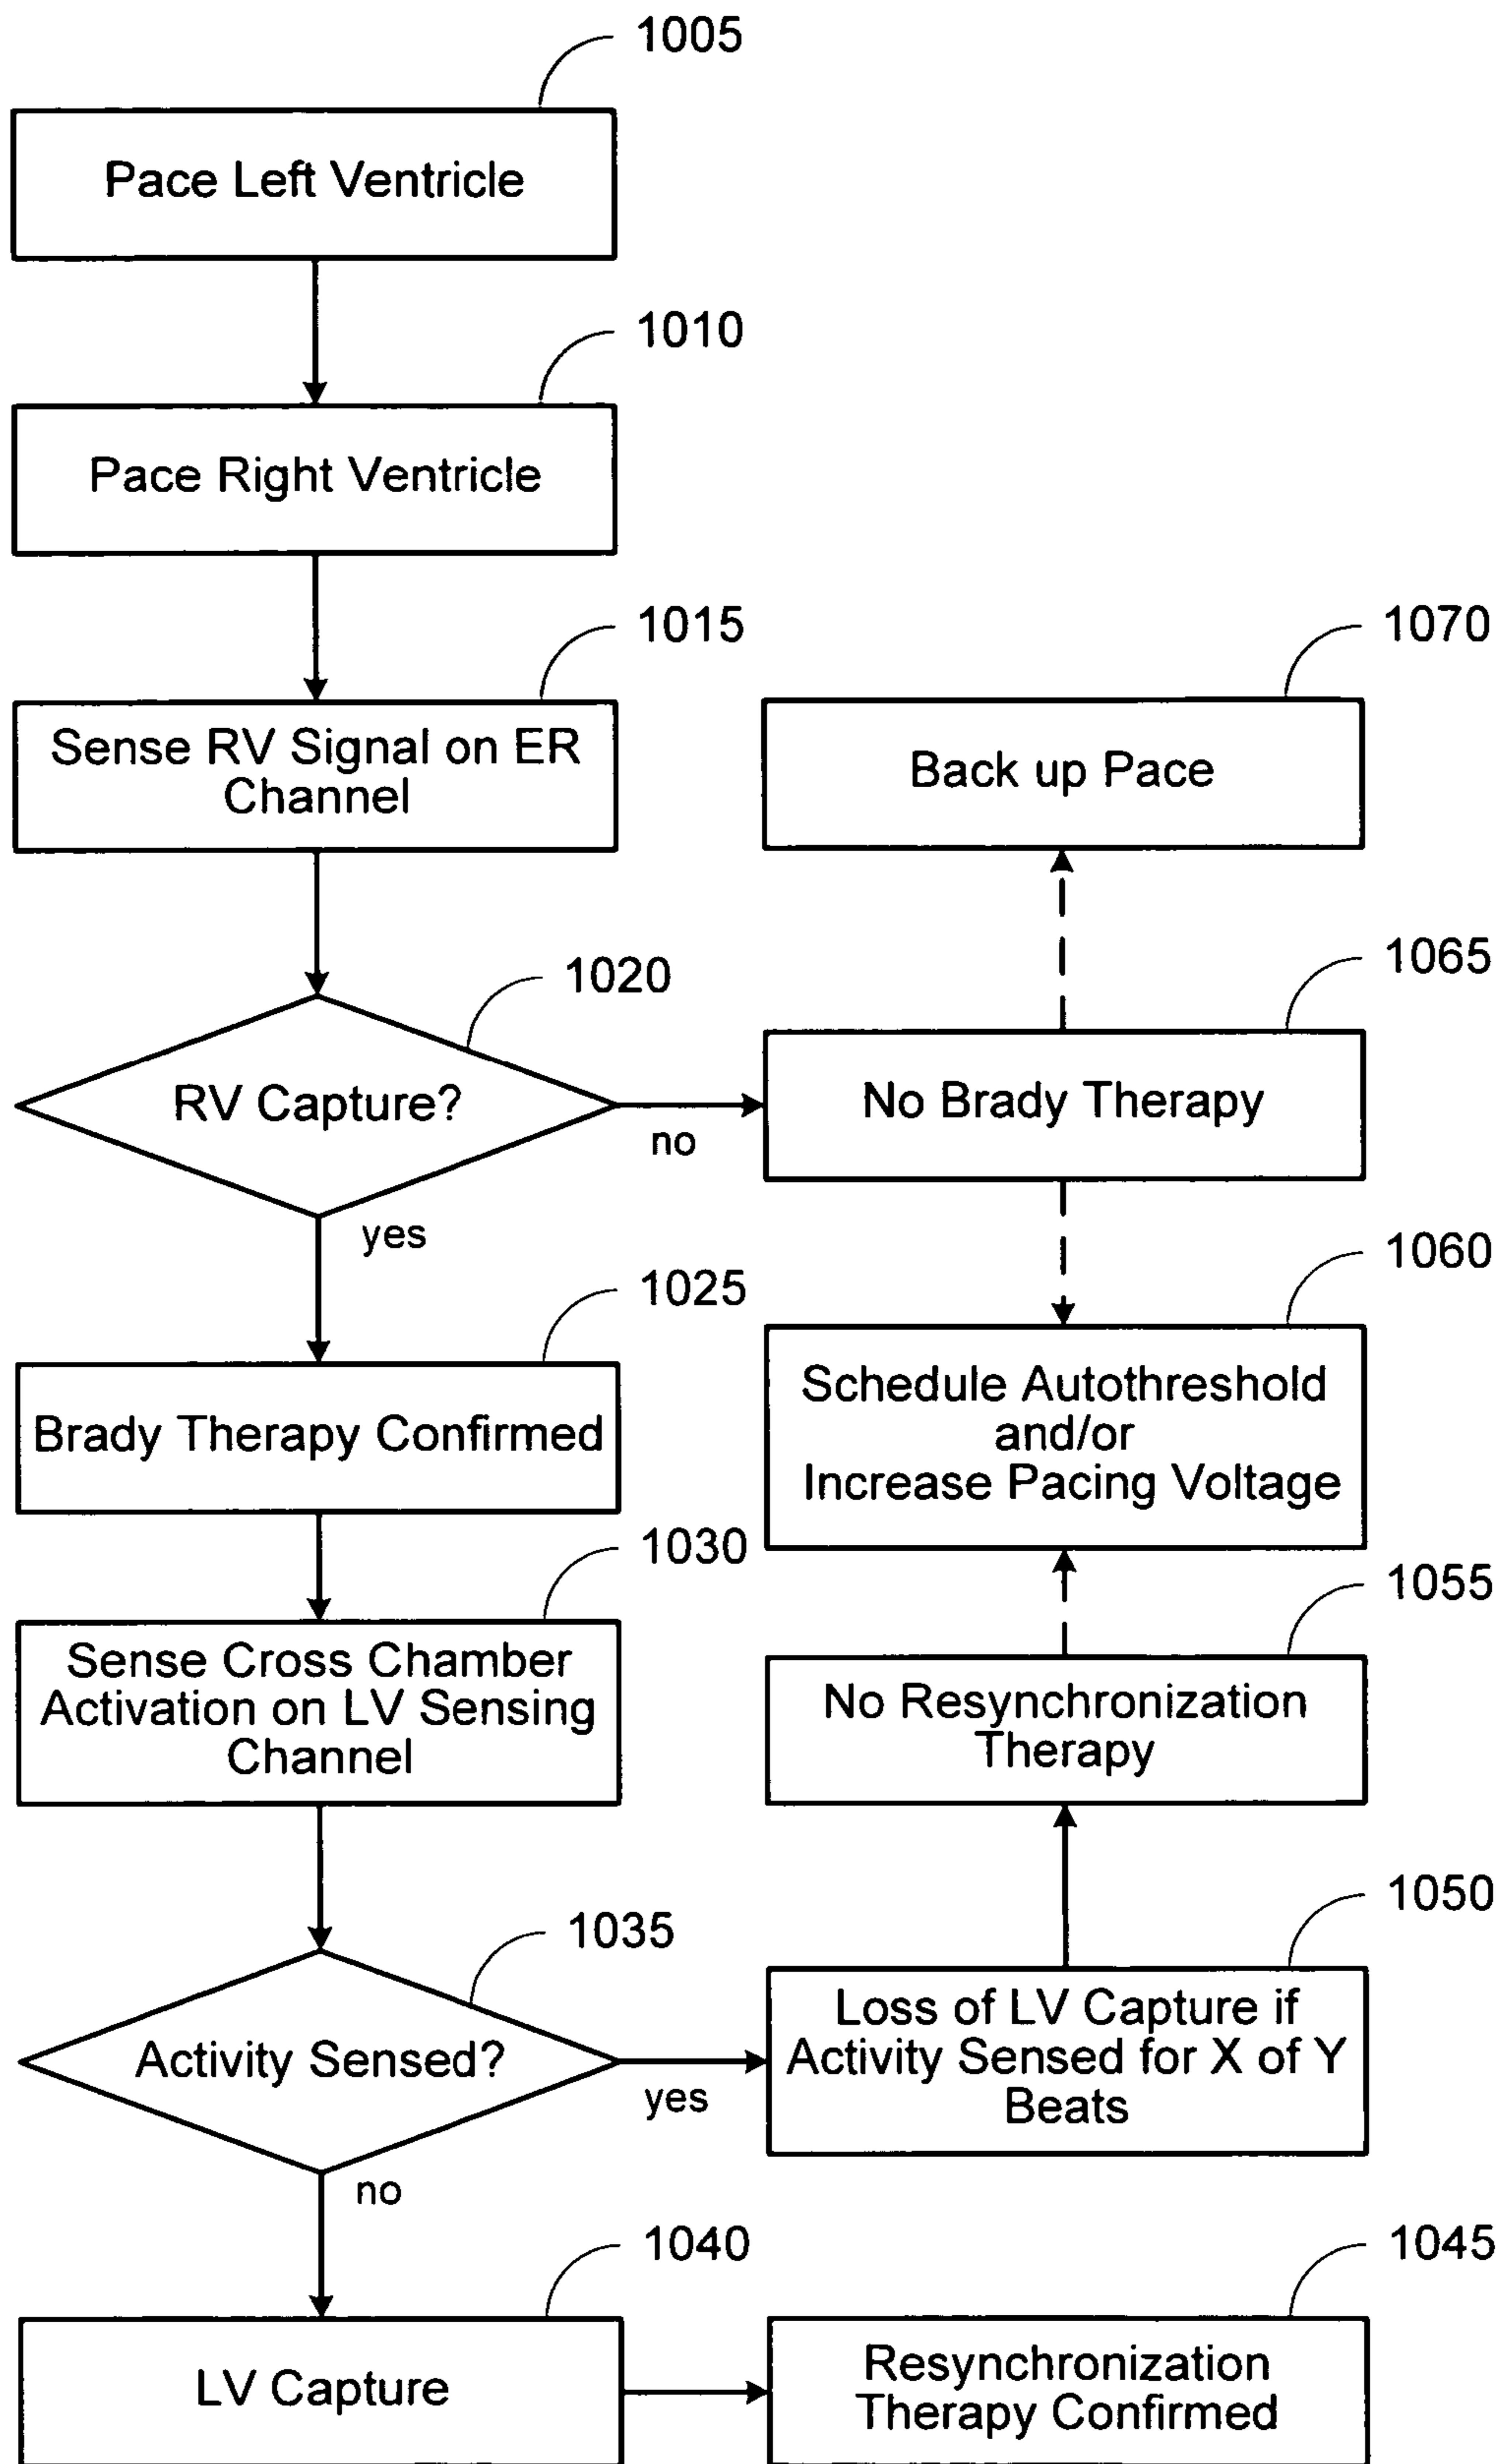 1005
Pace Left Ventricle
1010
Pace Right Ventricle
1015
Sense RV Signal on ER
Channel
1070
Back up Pace
1020
RV Capture?
no
yes
1065
No Brady Therapy
1025
Brady Therapy Confirmed
1060
Schedule Autothreshold
and/or
Increase Pacing Voltage
1030
Sense Cross Chamber
Activation on LV Sensing
Channel
1055
No Resynchronization
Therapy
1035
Activity Sensed?
yes
no
1050
Loss of LV Capture if
Activity Sensed for X of Y
Beats
1040
LV Capture
1045
Resynchronization
Therapy Confirmed